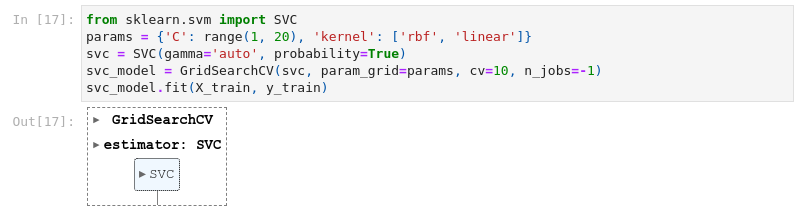 In [17]:
from sklearn.svm import SVC
params = {'C': range(1, 20), 'kernel': ['rbf', 'linear']}
svc = SVC(gamma='auto', probability=True)
svc_model = GridSearchCV(svc, param_grid=params, cv=10, n_jobs=-1)
svc_model.fit(X_train, y_train)
Out[17]:
▸ GridSearchCV
▸ estimator: SVC
▸ SVC